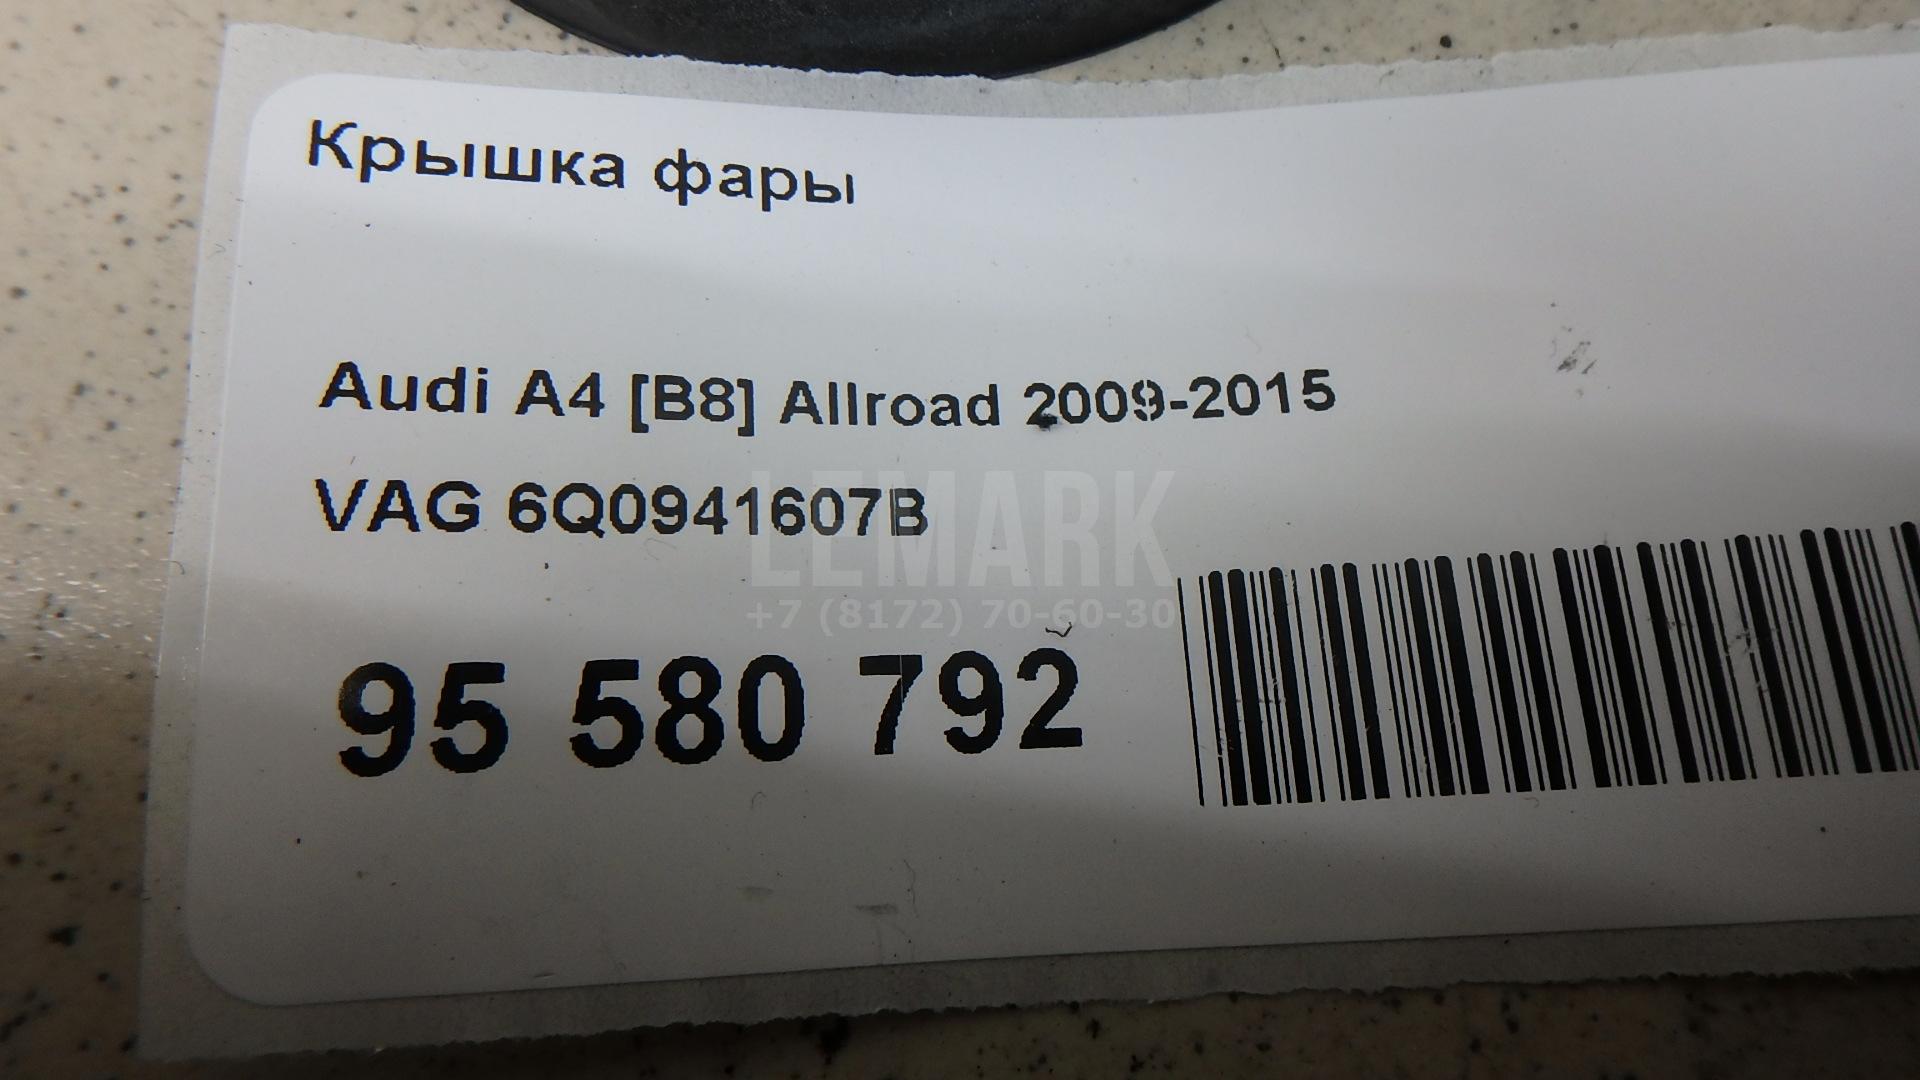 Крышка фары
Audi A4 [B8] Allroad 2009-2015
VAG 6Q0941607B
LEMARK
+7 (8172) 70-60-30
95 580 792